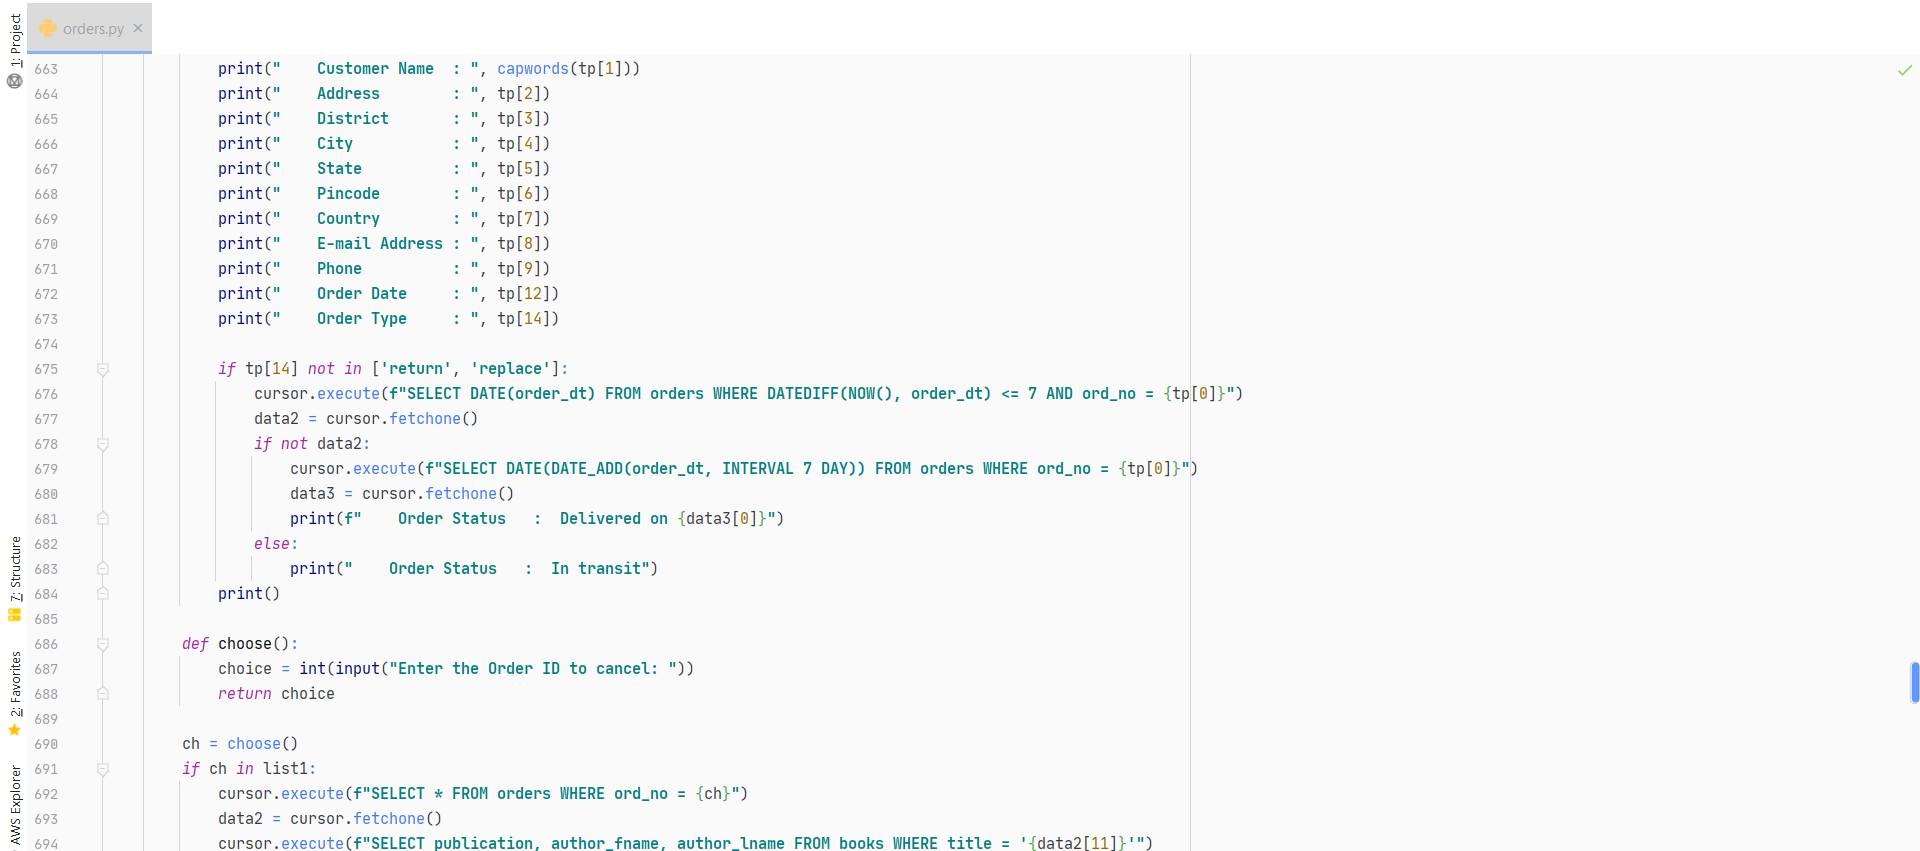 orders.py
1: Project
7: Structure
2: Favorites
AWS Explorer
663 print("    Customer Name  : ", capwords(tp[1]))
664 print("    Address        : ", tp[2])
665 print("    District       : ", tp[3])
666 print("    City           : ", tp[4])
667 print("    State          : ", tp[5])
668 print("    Pincode        : ", tp[6])
669 print("    Country        : ", tp[7])
670 print("    E-mail Address : ", tp[8])
671 print("    Phone          : ", tp[9])
672 print("    Order Date     : ", tp[12])
673 print("    Order Type     : ", tp[14])
674
675 if tp[14] not in ['return', 'replace']:
676     cursor.execute(f"SELECT DATE(order_dt) FROM orders WHERE DATEDIFF(NOW(), order_dt) <= 7 AND ord_no = {tp[0]}")
677     data2 = cursor.fetchone()
678     if not data2:
679         cursor.execute(f"SELECT DATE(DATE_ADD(order_dt, INTERVAL 7 DAY)) FROM orders WHERE ord_no = {tp[0]}")
680         data3 = cursor.fetchone()
681         print(f"    Order Status   :  Delivered on {data3[0]}")
682     else:
683         print("    Order Status   :  In transit")
684 print()
685
686 def choose():
687     choice = int(input("Enter the Order ID to cancel: "))
688     return choice
689
690 ch = choose()
691 if ch in list1:
692     cursor.execute(f"SELECT * FROM orders WHERE ord_no = {ch}")
693     data2 = cursor.fetchone()
694     cursor.execute(f"SELECT publication, author_fname, author_lname FROM books WHERE title = '{data2[11]}'")